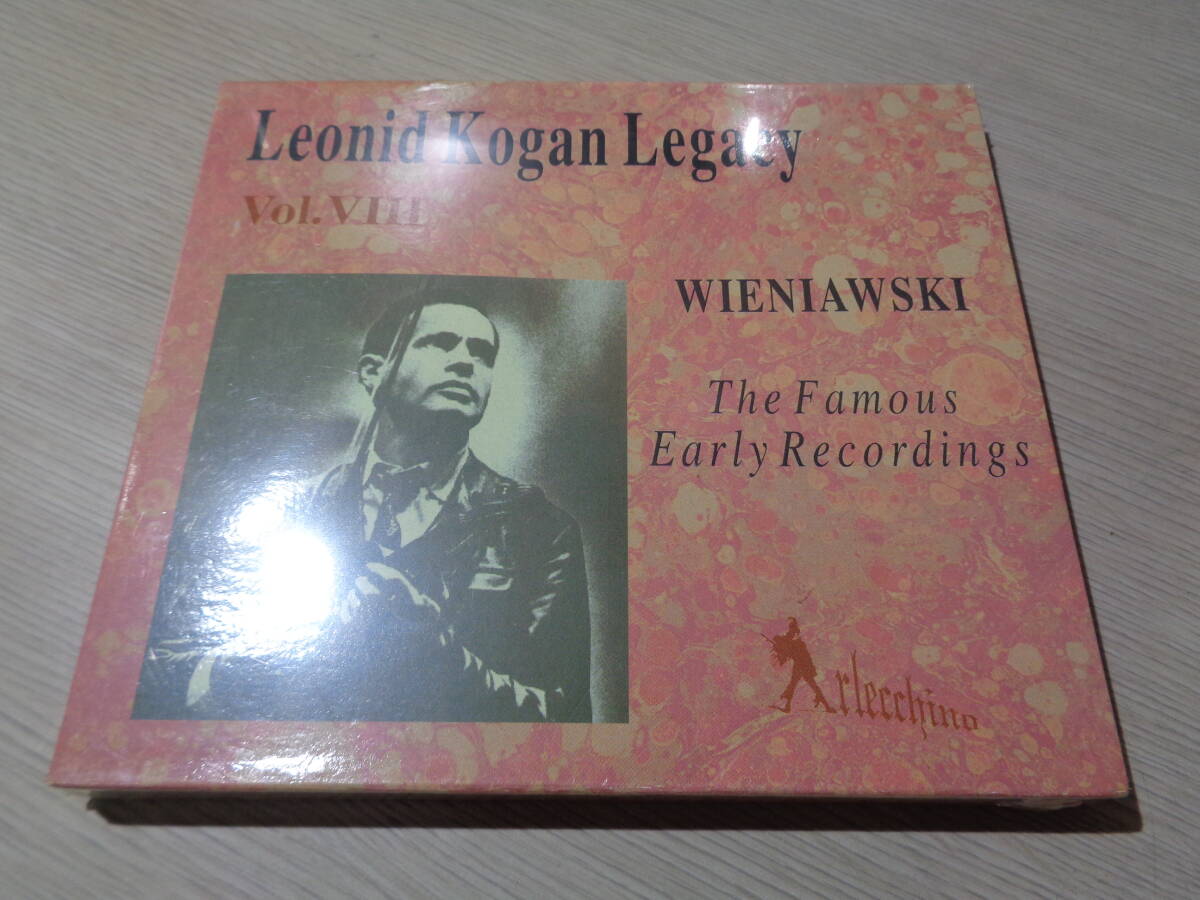 Leonid Kogan Legacy
Vol. VIII
WIENIAWSKI
The Famous
Early Recordings
Arlecchino